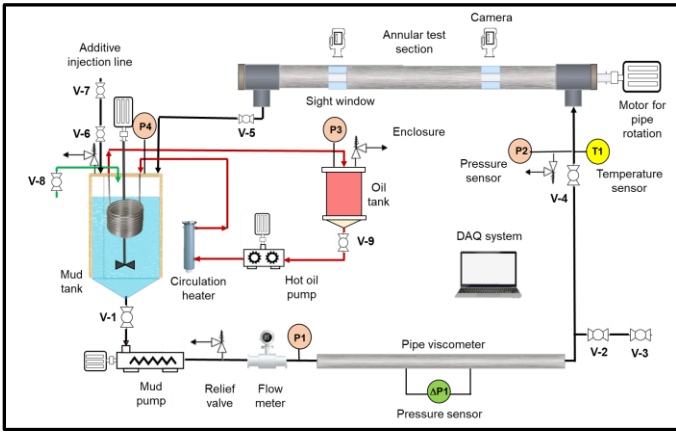 Camera
Annular test
section
Additive
injection line
V-7
Sight window
Motor for
pipe
rotation
V-6
P4
V-5
P3
Enclosure
P2
T1
V-8
Pressure
sensor
V-4
Temperature
sensor
Oil
tank
V-9
DAQ system
Mud
tank
Circulation
heater
Hot oil
pump
V-1
P1
Pipe viscometer
V-2
V-3
Mud
pump
Relief
valve
Flow
meter
ΔP1
Pressure sensor